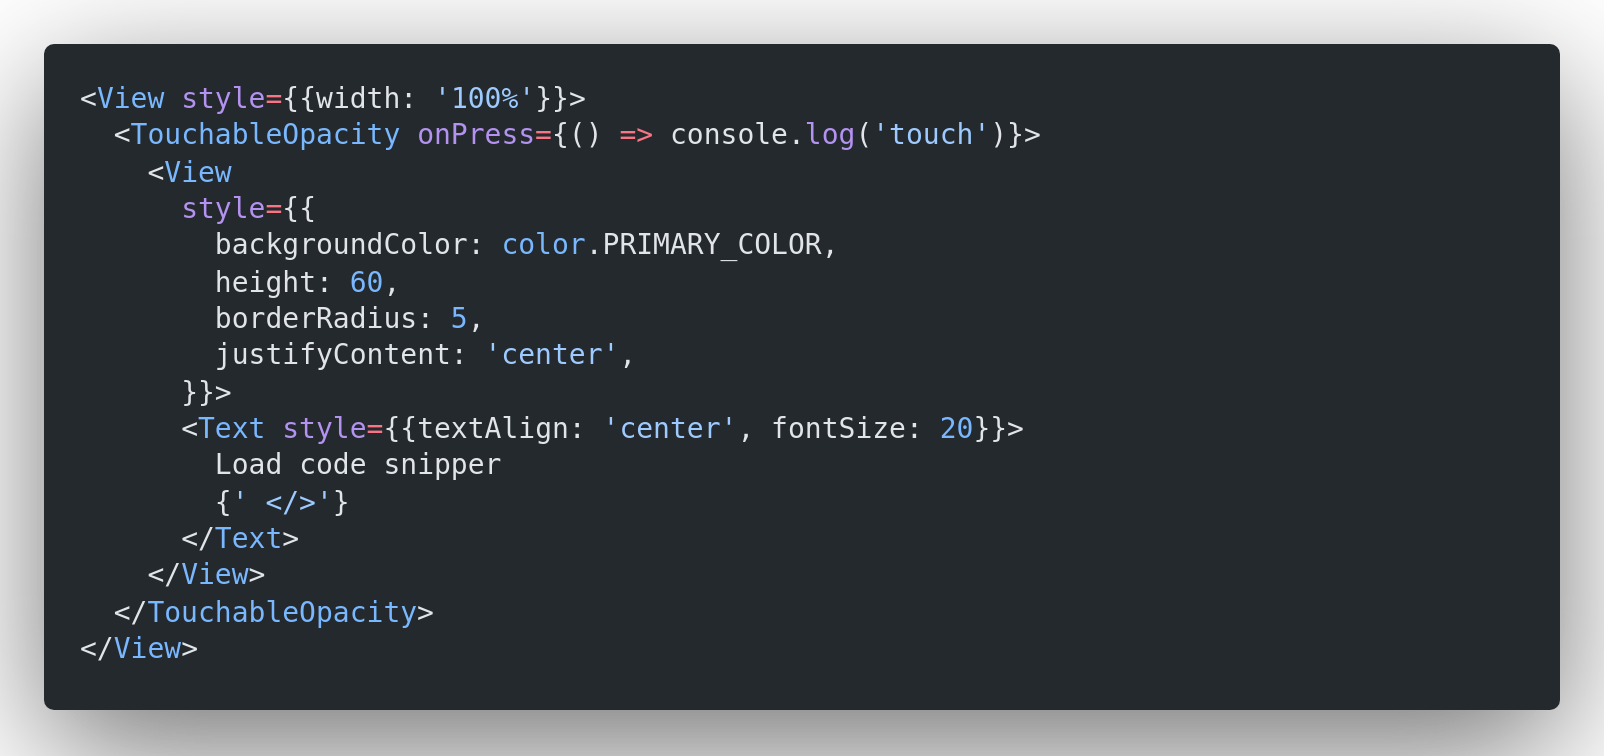 <View style={{width: '100%'}}>
  <TouchableOpacity onPress={() => console.log('touch')}>
    <View
      style={{
        backgroundColor: color.PRIMARY_COLOR,
        height: 60,
        borderRadius: 5,
        justifyContent: 'center',
      }}>
      <Text style={{textAlign: 'center', fontSize: 20}}>
        Load code snipper
        {' </>'}
      </Text>
    </View>
  </TouchableOpacity>
</View>